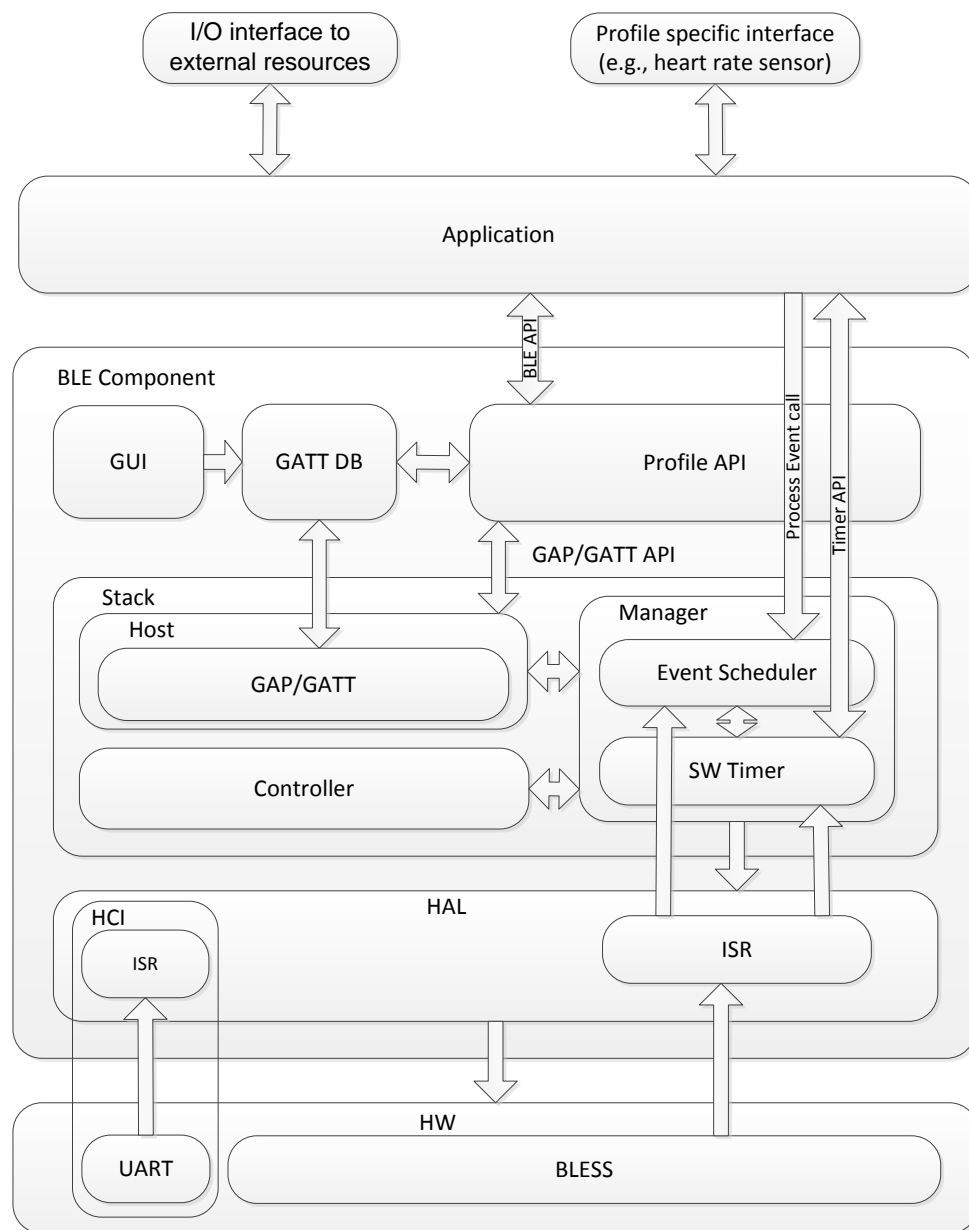 I/O interface to
external resources
Profile specific interface
(e.g., heart rate sensor)
Application
BLE API
Process Event call
Timer API
BLE Component
GUI
GATT DB
Profile API
GAP/GATT API
Stack
Host
GAP/GATT
Manager
Event Scheduler
SW Timer
Controller
HAL
HCI
ISR
ISR
HW
UART
BLESS